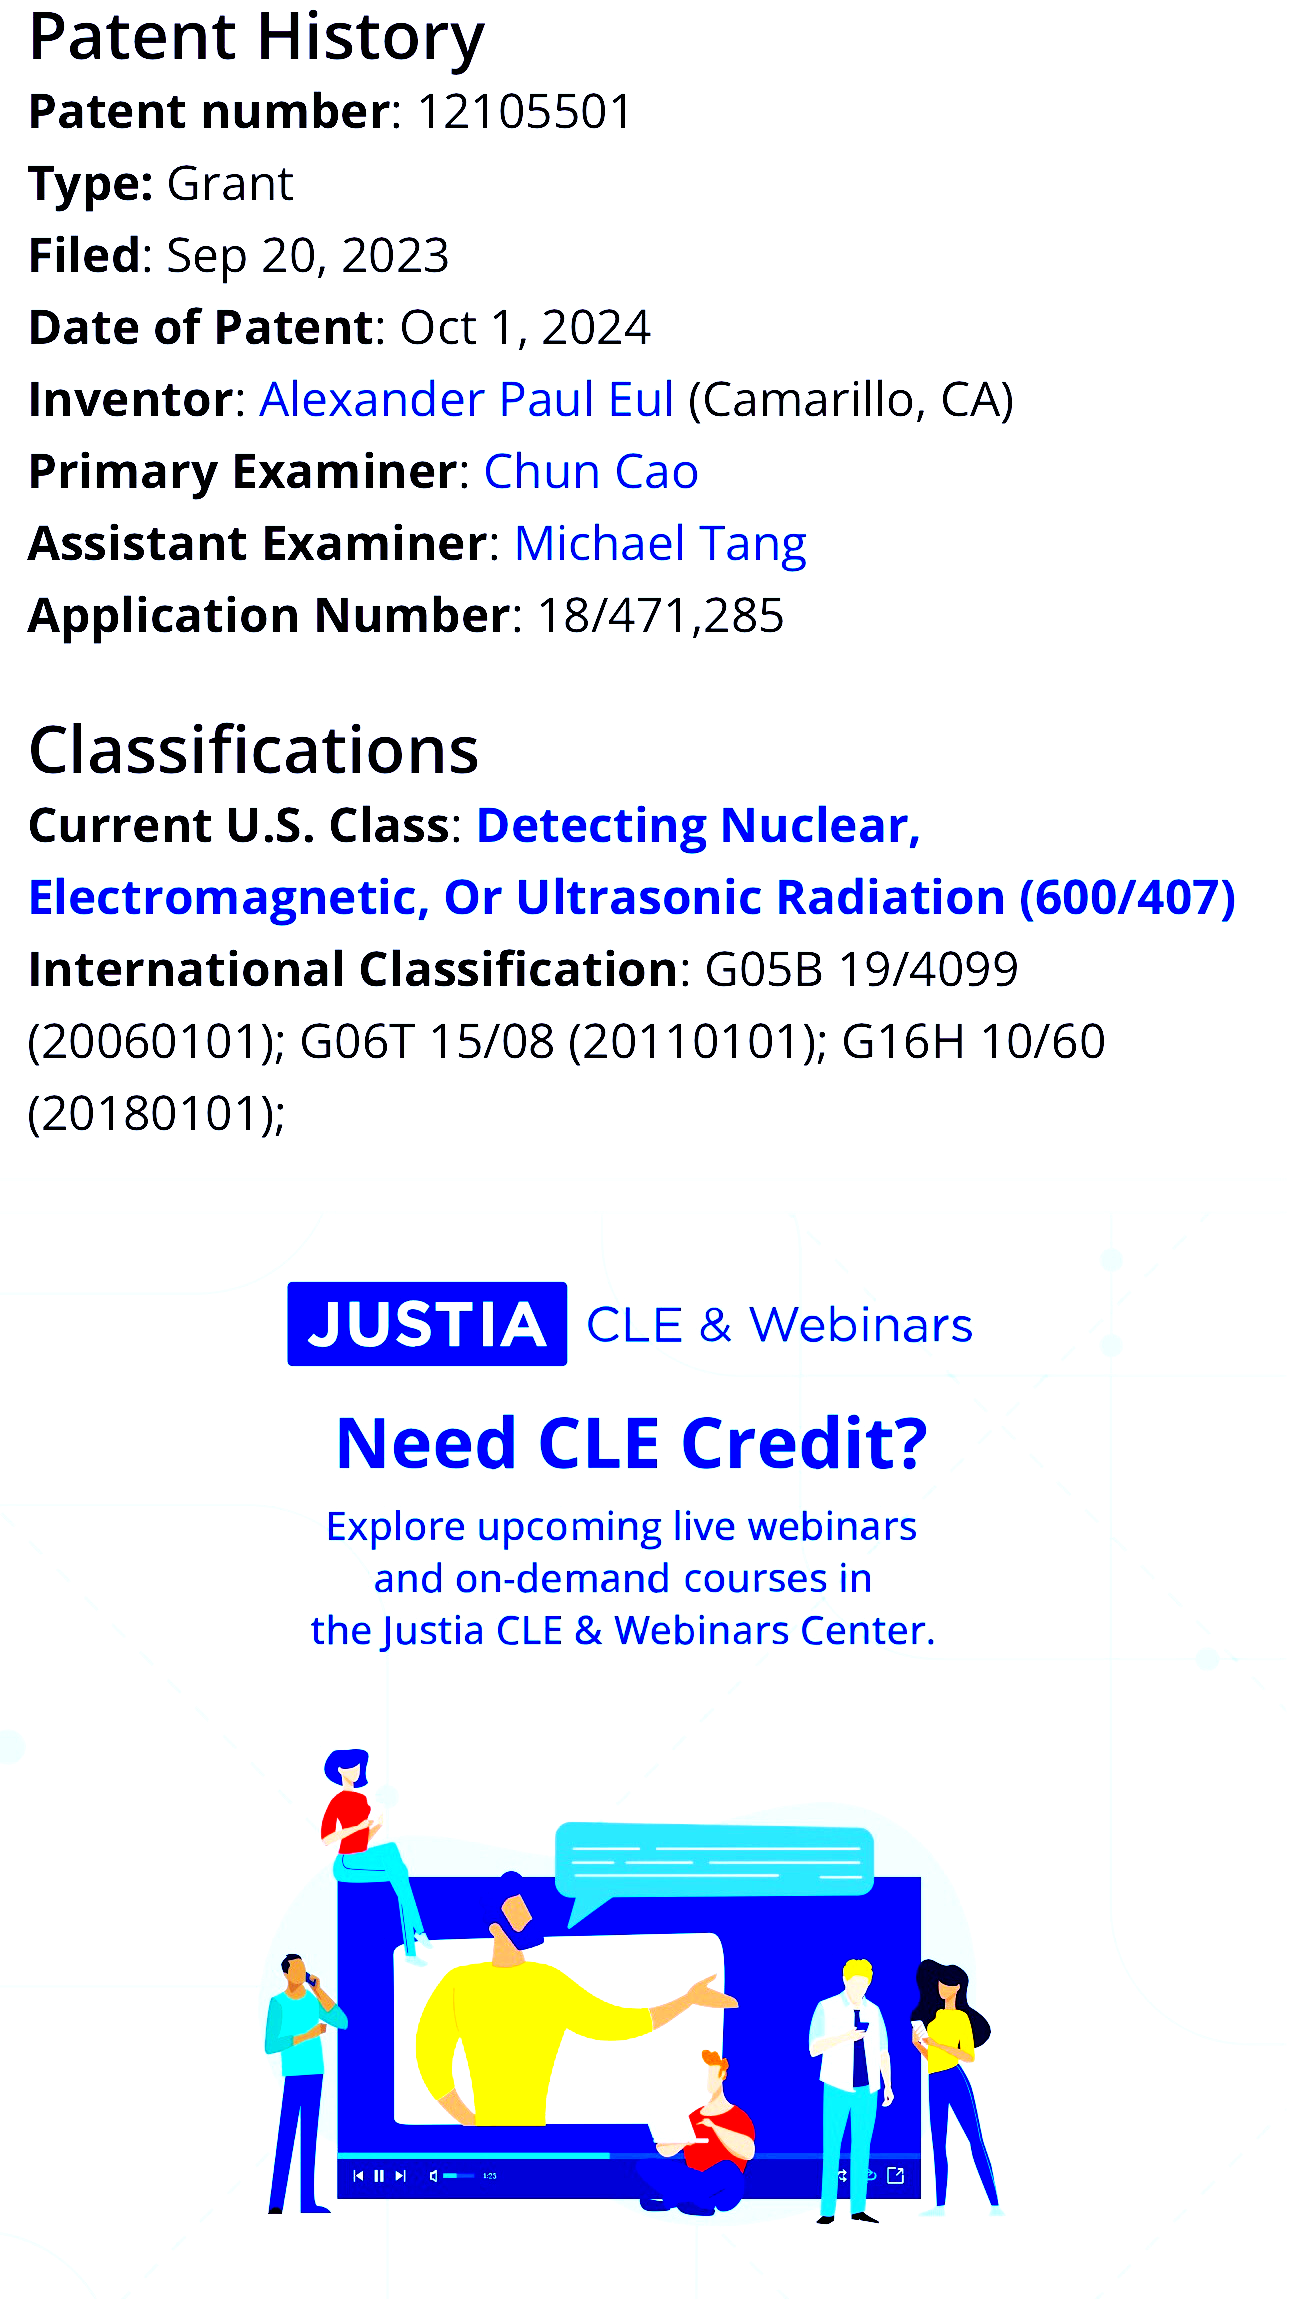 Patent History
Patent number: 12105501
Type: Grant
Filed: Sep 20, 2023
Date of Patent: Oct 1, 2024
Inventor: Alexander Paul Eul (Camarillo, CA)
Primary Examiner: Chun Cao
Assistant Examiner: Michael Tang
Application Number: 18/471,285
Classifications
Current U.S. Class: Detecting Nuclear,
Electromagnetic, Or Ultrasonic Radiation (600/407)
International Classification: G05B 19/4099
(20060101); G06T 15/08 (20110101); G16H 10/60
(20180101);
JUSTIA CLE & Webinars
Need CLE Credit?
Explore upcoming live webinars
and on-demand courses in
the Justia CLE & Webinars Center.